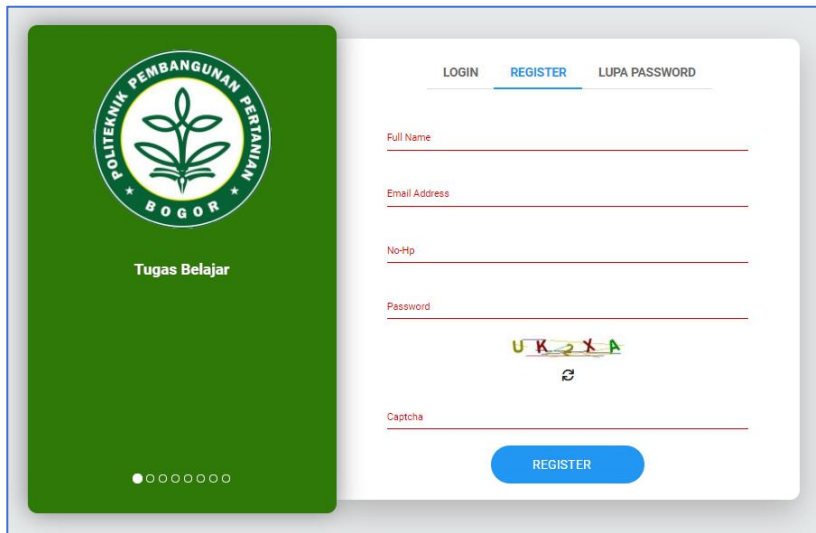 POLITEKNIK PEMBANGUNAN PERTANIAN
BOGOR
Tugas Belajar
LOGIN REGISTER LUPA PASSWORD
Full Name
Email Address
No-Hp
Password
UK2XA
Captcha
REGISTER